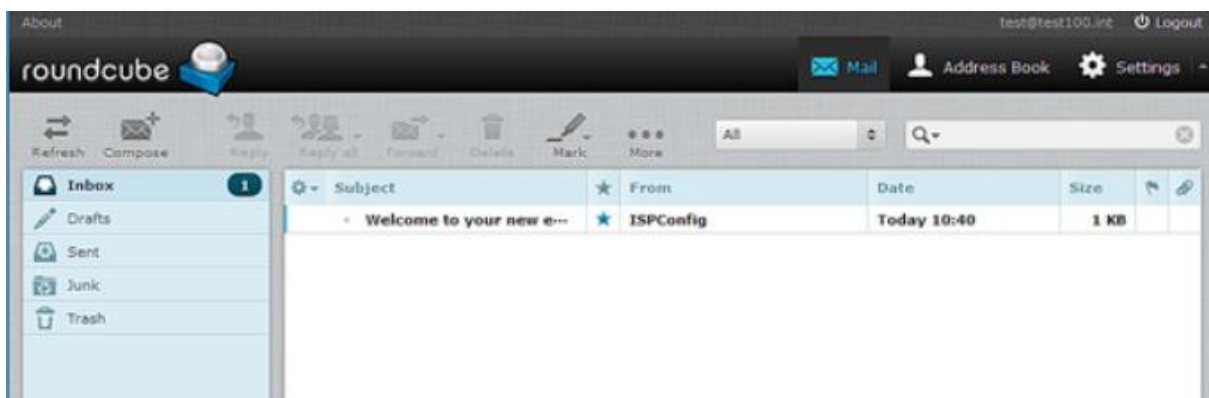 About test@test100.int Logout
roundcube Mail Address Book Settings
Refresh Compose Reply Reply all Forward Delete Mark More All
Inbox 1
Drafts
Sent
Junk
Trash
Subject From Date Size
Welcome to your new e... ISPConfig Today 10:40 1 KB